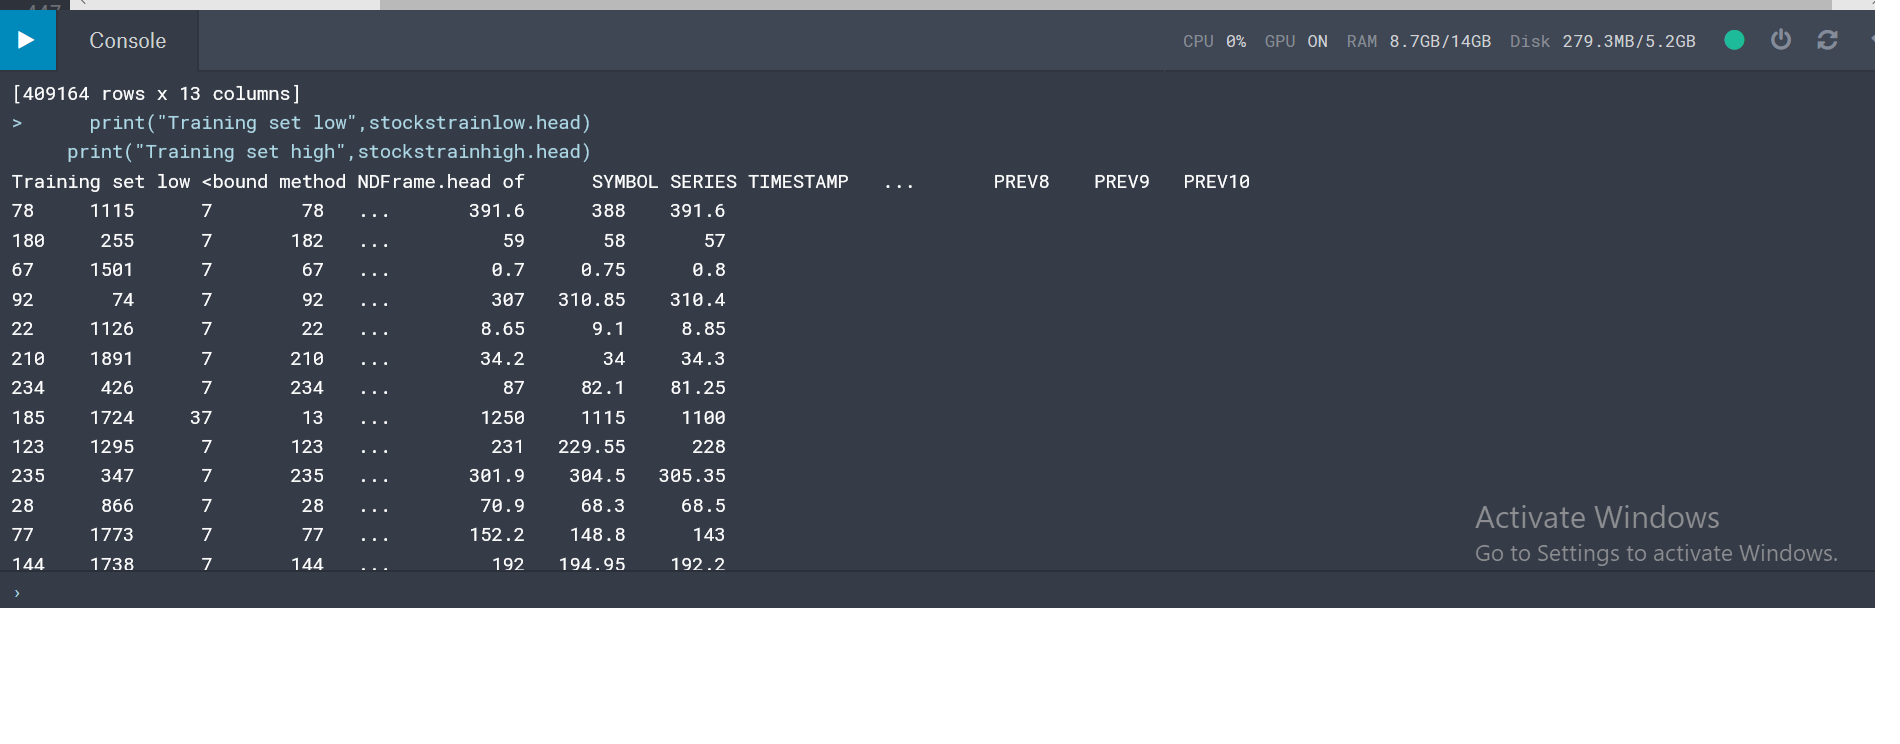 Console CPU 0% GPU ON RAM 8.7GB/14GB Disk 279.3MB/5.2GB
[409164 rows x 13 columns]
> print("Training set low",stockstrainlow.head)
print("Training set high",stockstrainhigh.head)
Training set low <bound method NDFrame.head of SYMBOL SERIES TIMESTAMP ... PREV8 PREV9 PREV10
78 1115 7 78 ... 391.6 388 391.6
180 255 7 182 ... 59 58 57
67 1501 7 67 ... 0.7 0.75 0.8
92 74 7 92 ... 307 310.85 310.4
22 1126 7 22 ... 8.65 9.1 8.85
210 1891 7 210 ... 34.2 34 34.3
234 426 7 234 ... 87 82.1 81.25
185 1724 37 13 ... 1250 1115 1100
123 1295 7 123 ... 231 229.55 228
235 347 7 235 ... 301.9 304.5 305.35
28 866 7 28 ... 70.9 68.3 68.5
77 1773 7 77 ... 152.2 148.8 143
144 1738 7 144 ... 192 194.95 192.2
Activate Windows
Go to Settings to activate Windows.
›